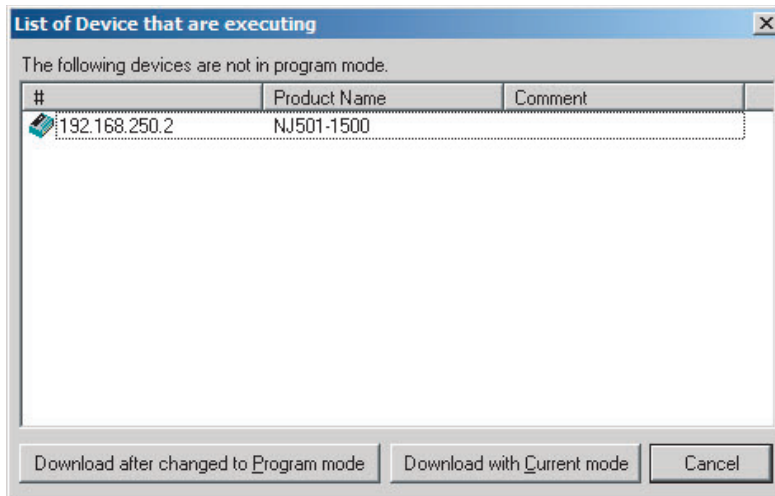 List of Device that are executing
The following devices are not in program mode.
# Product Name Comment
192.168.250.2 NJ501-1500
Download after changed to Program mode Download with Current mode Cancel